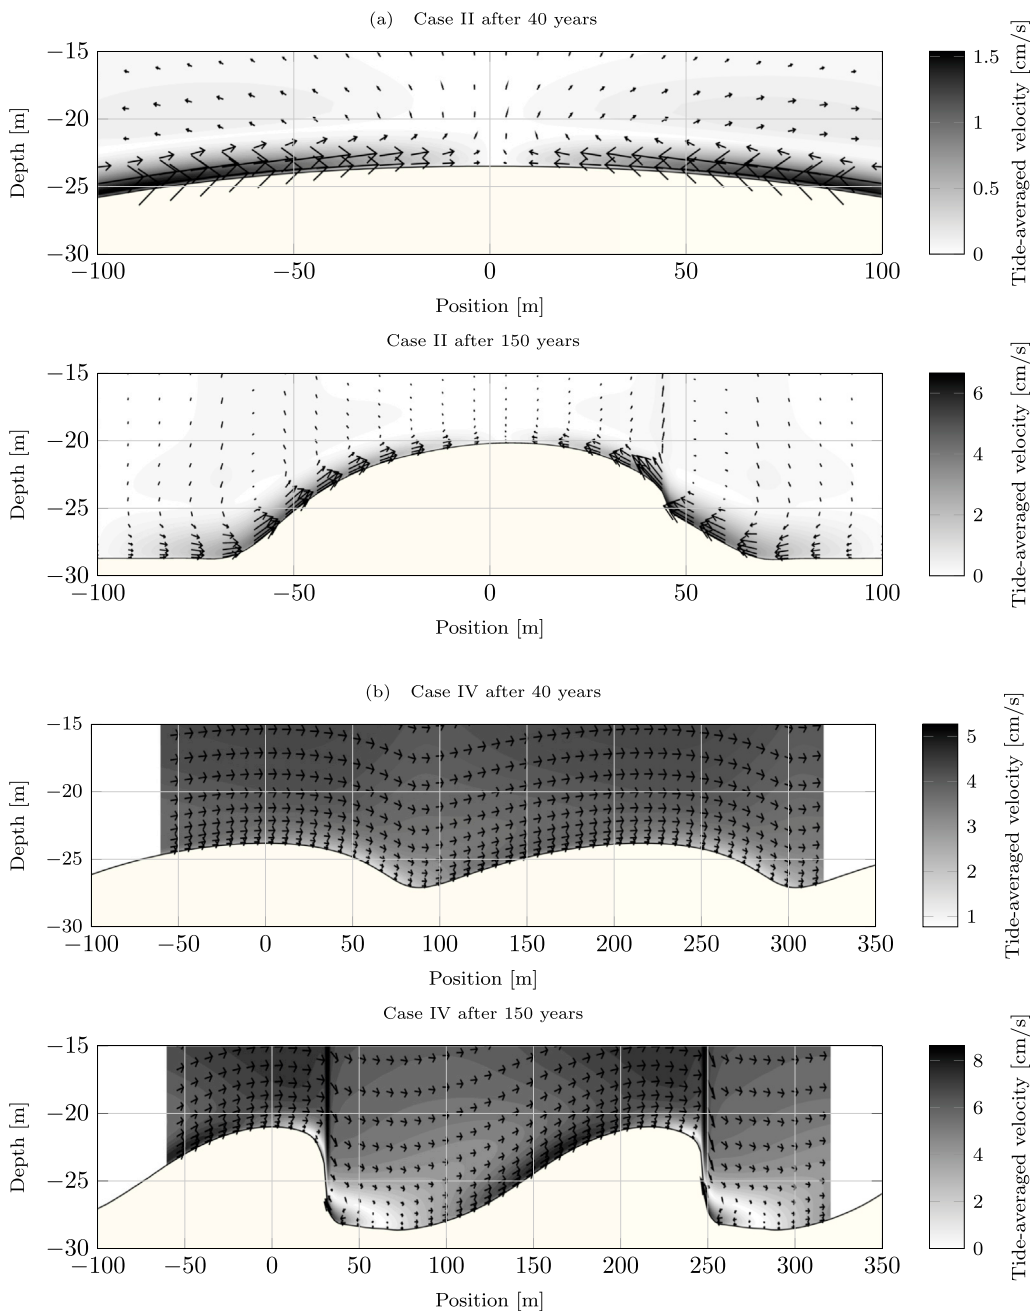 (a) Case II after 40 years
−15
−20
−25
−30
Depth [m]
−100 −50 0 50 100
Position [m]
1.5
1
0.5
0
Tide-averaged velocity [cm/s]
Case II after 150 years
−15
−20
−25
−30
Depth [m]
−100 −50 0 50 100
Position [m]
6
4
2
0
Tide-averaged velocity [cm/s]
(b) Case IV after 40 years
−15
−20
−25
−30
Depth [m]
−100 −50 0 50 100 150 200 250 300 350
Position [m]
5
4
3
2
1
Tide-averaged velocity [cm/s]
Case IV after 150 years
−15
−20
−25
−30
Depth [m]
−100 −50 0 50 100 150 200 250 300 350
Position [m]
8
6
4
2
0
Tide-averaged velocity [cm/s]